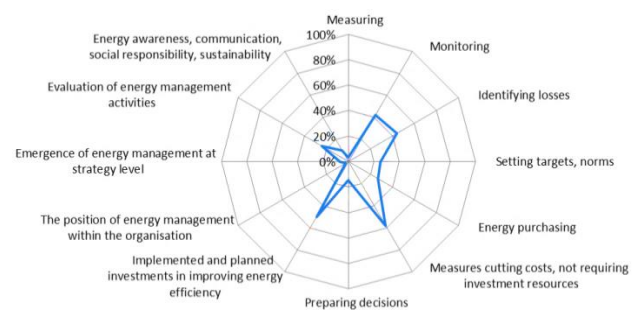 Measuring
100%
80%
60%
40%
20%
0%
Monitoring
Identifying losses
Setting targets, norms
Energy purchasing
Measures cutting costs, not requiring
investment resources
Preparing decisions
Implemented and planned
investments in improving energy
efficiency
The position of energy management
within the organisation
Emergence of energy management at
strategy level
Evaluation of energy management
activities
Energy awareness, communication,
social responsibility, sustainability